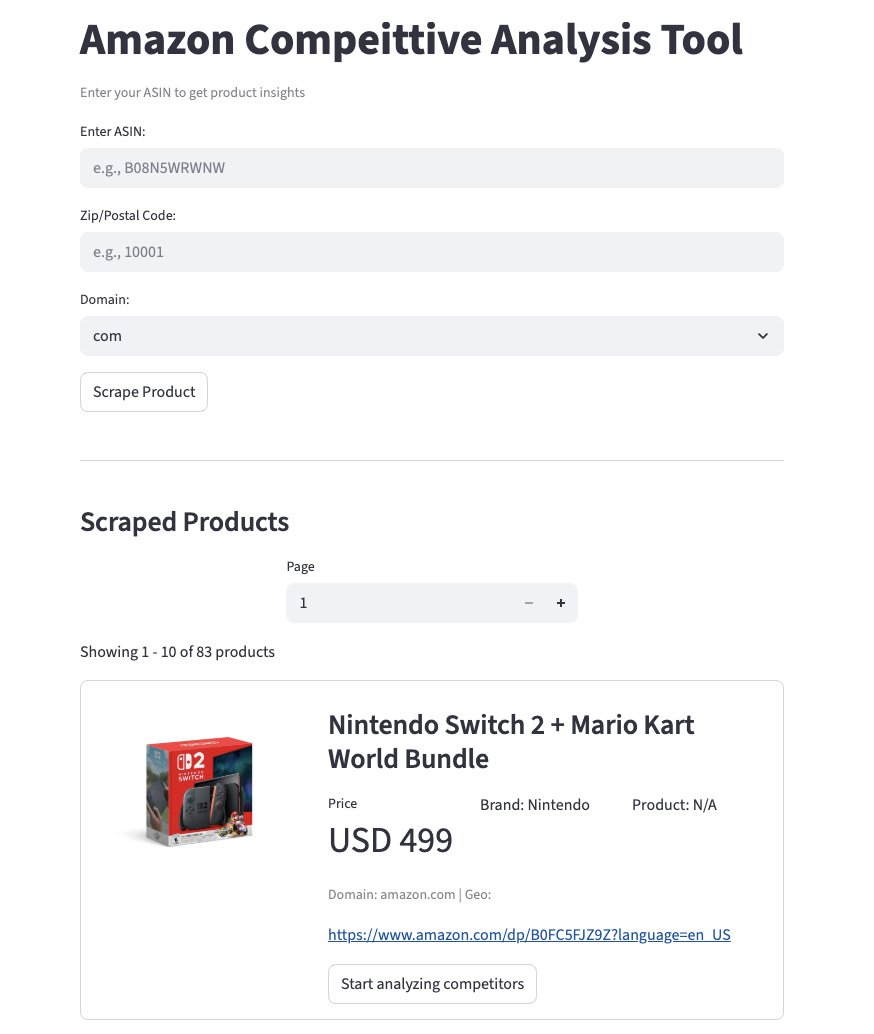 Amazon Compeittive Analysis Tool
Enter your ASIN to get product insights
Enter ASIN:
e.g., B08N5WRWNW
Zip/Postal Code:
e.g., 10001
Domain:
com
Scrape Product
Scraped Products
Page
1
Showing 1 - 10 of 83 products
2
NINTENDO
SWITCH
Nintendo Switch 2 + Mario Kart
World Bundle
Price
Brand: Nintendo
Product: N/A
USD 499
Domain: amazon.com | Geo:
https://www.amazon.com/dp/B0FC5FJZ9Z?language=en_US
Start analyzing competitors